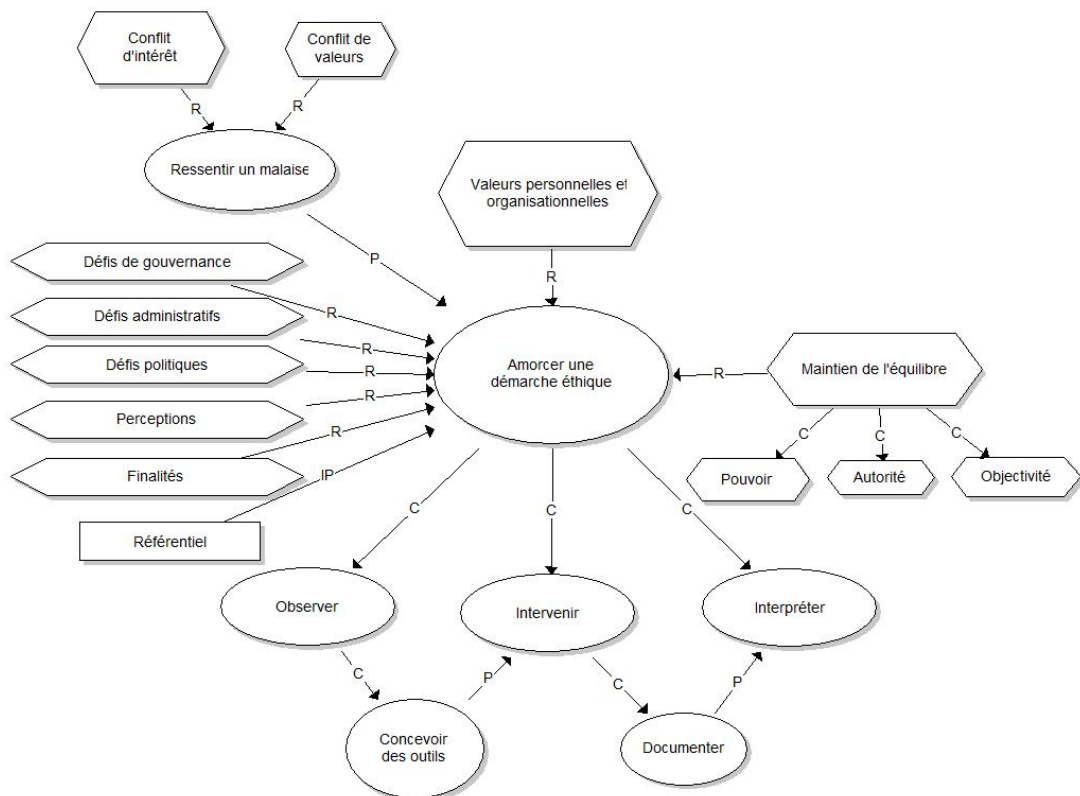 Conflit
d'intérêt
Conflit de
valeurs
R
R
Ressentir un malaise
Valeurs personnelles et
organisationnelles
P
R
Défis de gouvernance
R
Défis administratifs
R
Défis politiques
R
Perceptions
R
Finalités
R
Référentiel
IP
Amorcer une
démarche éthique
R
Maintien de l'équilibre
C
C
C
Pouvoir
Autorité
Objectivité
C
C
C
Observer
Intervenir
Interpréter
C
P
C
P
Concevoir
des outils
Documenter